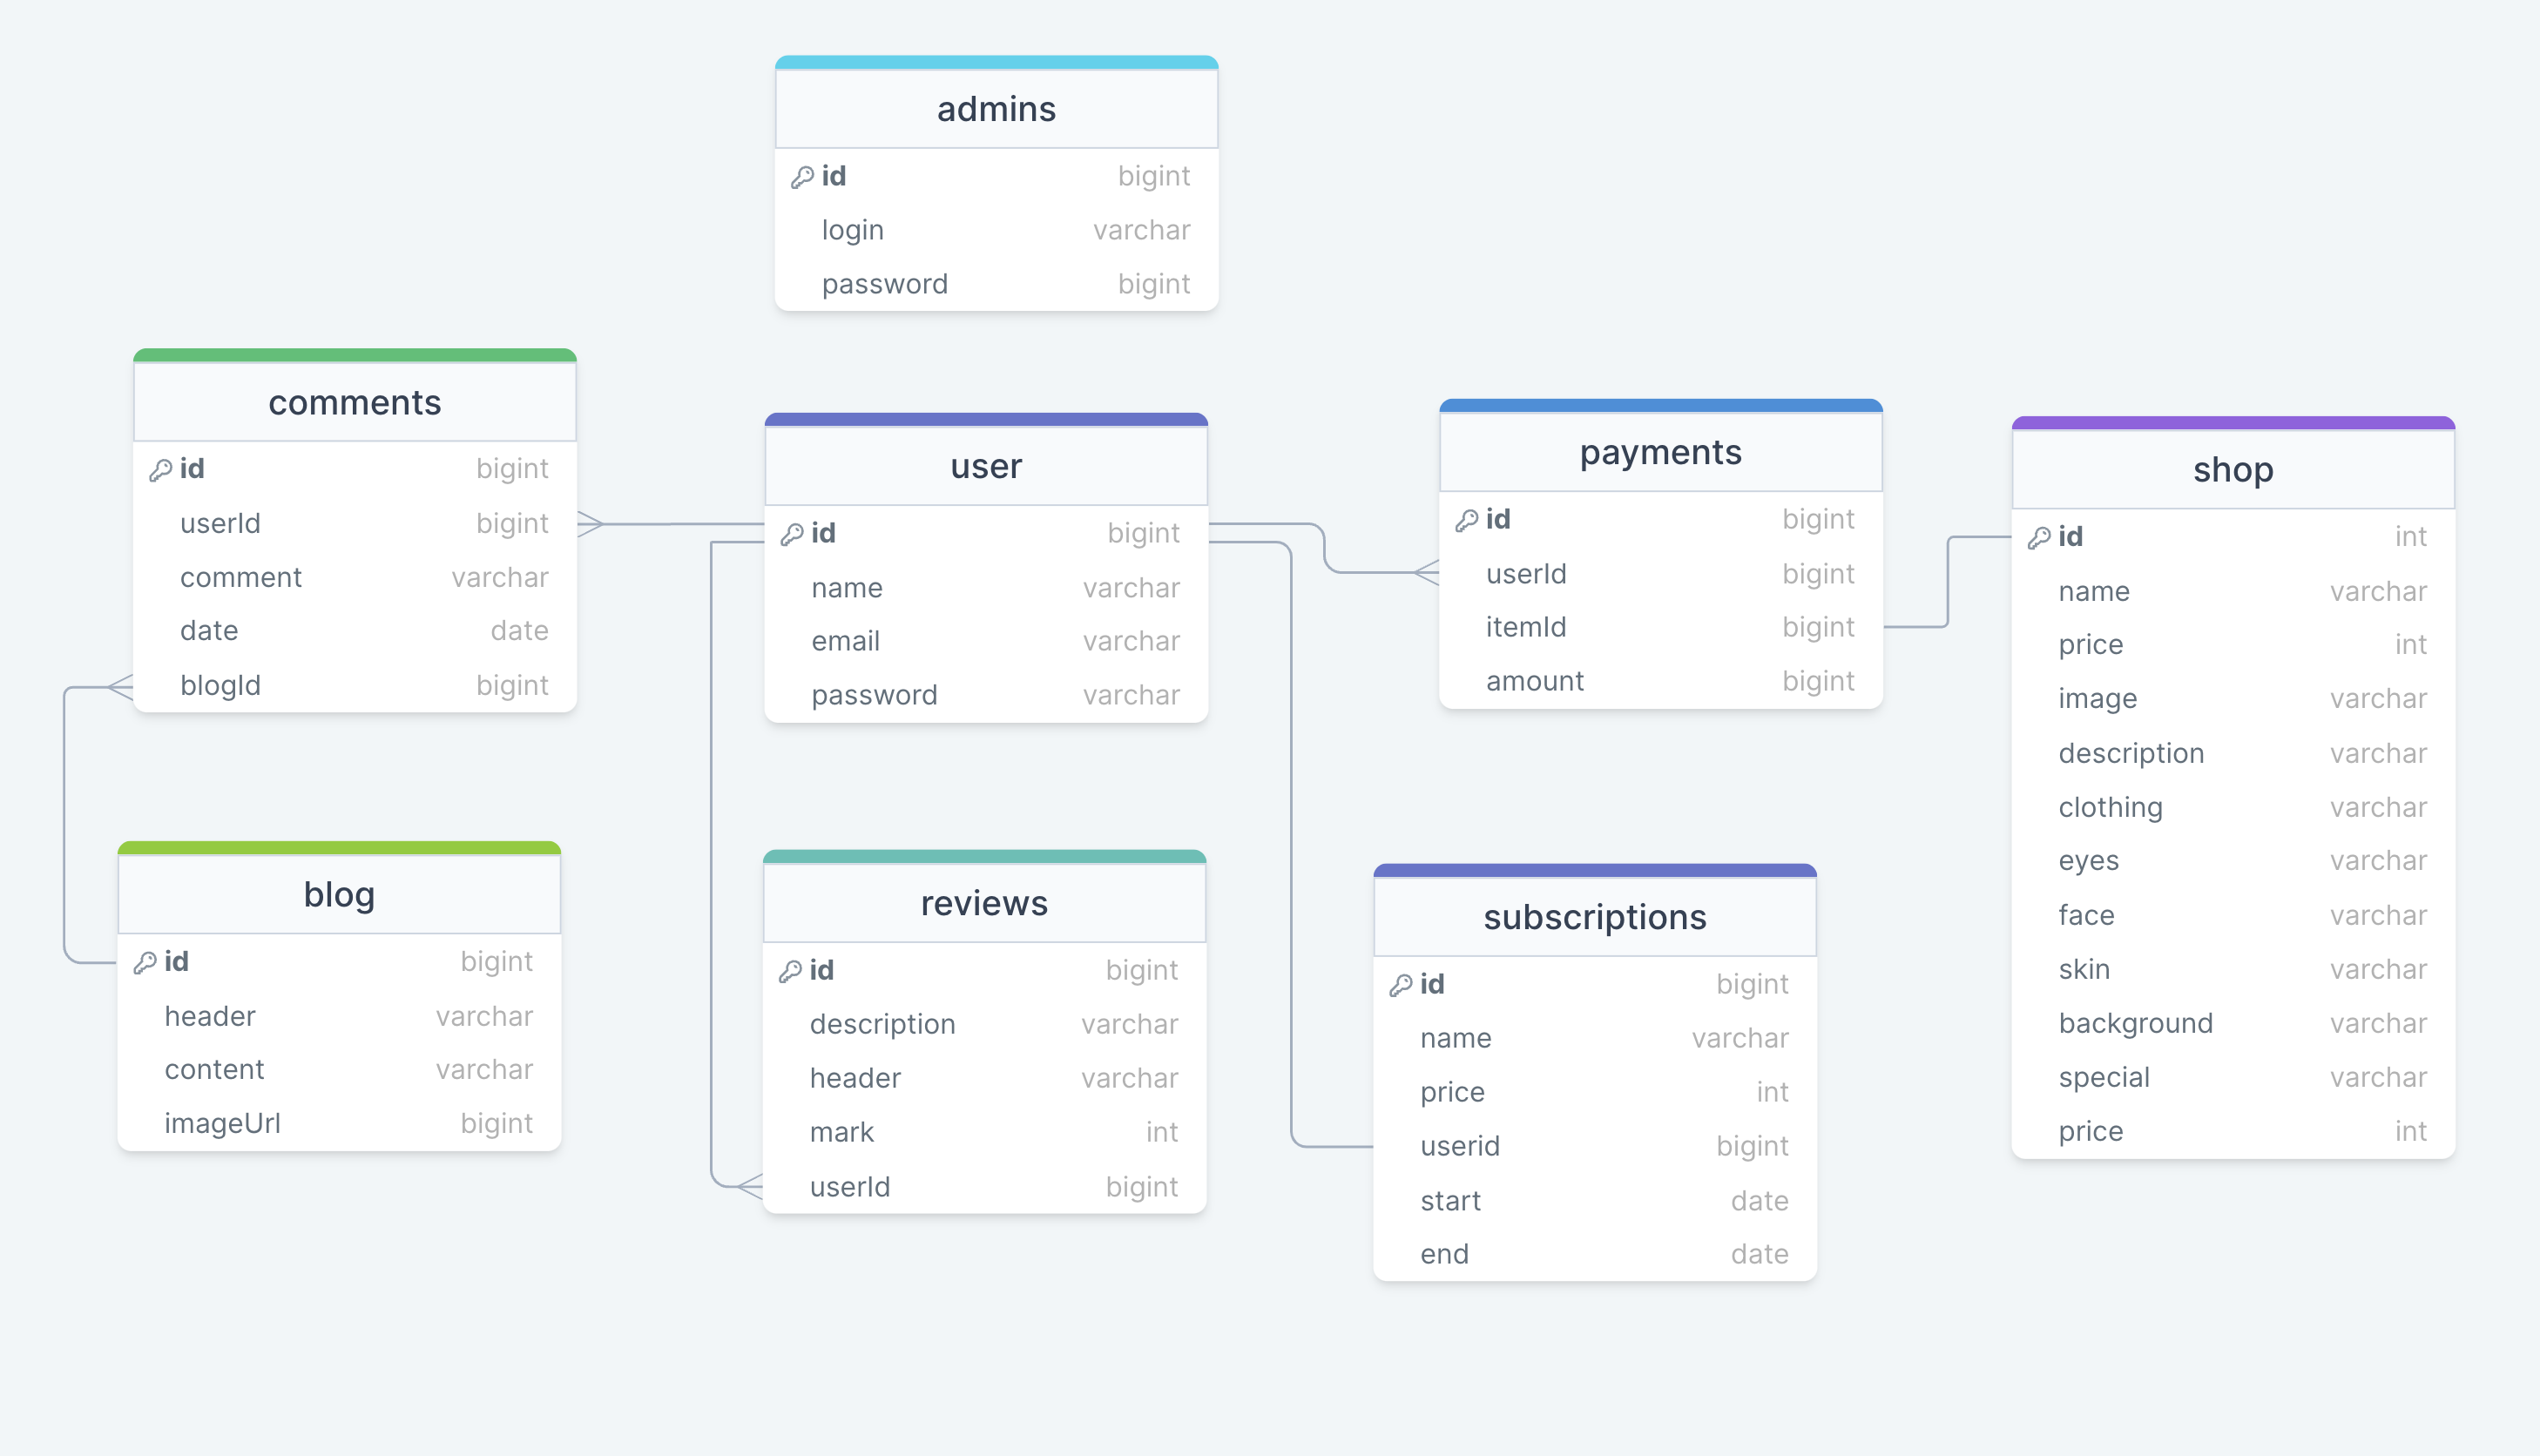 admins
id bigint
login varchar
password bigint
comments
id bigint
userId bigint
comment varchar
date date
blogId bigint
user
id bigint
name varchar
email varchar
password varchar
payments
id bigint
userId bigint
itemId bigint
amount bigint
shop
id int
name varchar
price int
image varchar
description varchar
clothing varchar
eyes varchar
face varchar
skin varchar
background varchar
special varchar
price int
blog
id bigint
header varchar
content varchar
imageUrl bigint
reviews
id bigint
description varchar
header varchar
mark int
userId bigint
subscriptions
id bigint
name varchar
price int
userid bigint
start date
end date